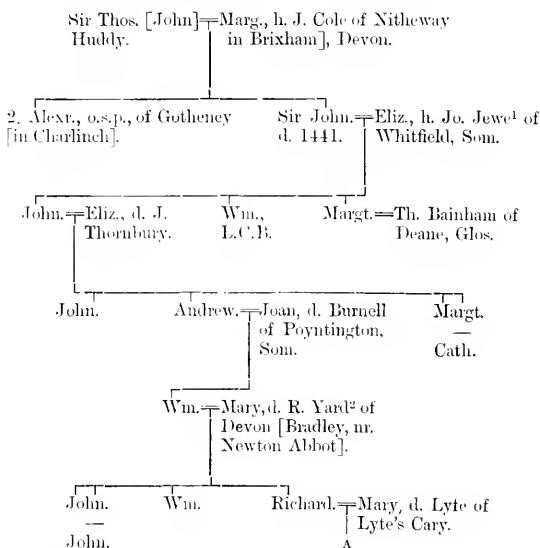 Sir Thos. [John]=Marg., h. J. Cole of Nitheway
Huddy. in Brixham], Devon.
2. Alexr., o.s.p., of Gotheney Sir John.=Eliz., h. Jo. Jewe¹ of
[in Charlinch]. d. 1441. Whitfield, Som.
John.=Eliz., d. J. Wm., Margt.=Th. Bainham of
Thornbury. L.C.B. Deane, Glos.
John. Andrew.=Joan, d. Burnell Margt.
of Poyntington, —
Som. Cath.
Wm.=Mary, d. R. Yard² of
Devon [Bradley, nr.
Newton Abbot].
John. Wm. Richard.=Mary, d. Lyte of
— Lyte's Cary.
John. A